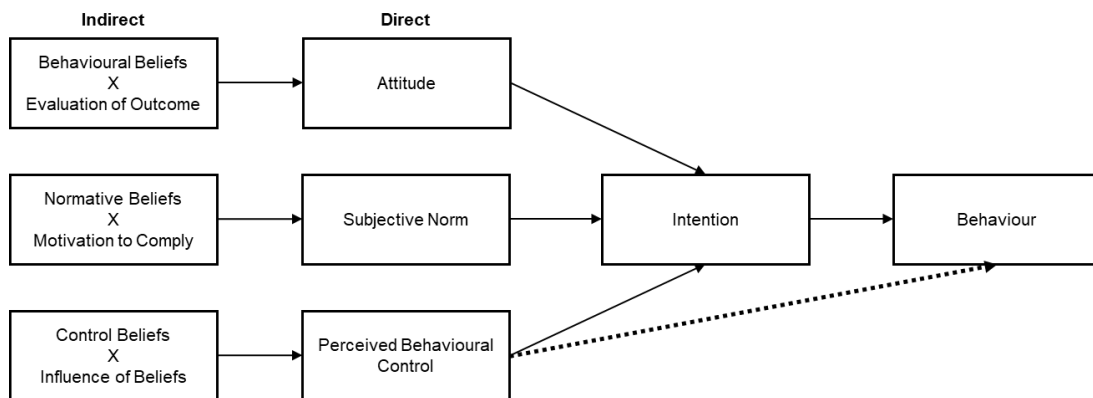 Indirect
Direct
Behavioural Beliefs
X
Evaluation of Outcome
Attitude
Normative Beliefs
X
Motivation to Comply
Subjective Norm
Intention
Behaviour
Control Beliefs
X
Influence of Beliefs
Perceived Behavioural
Control